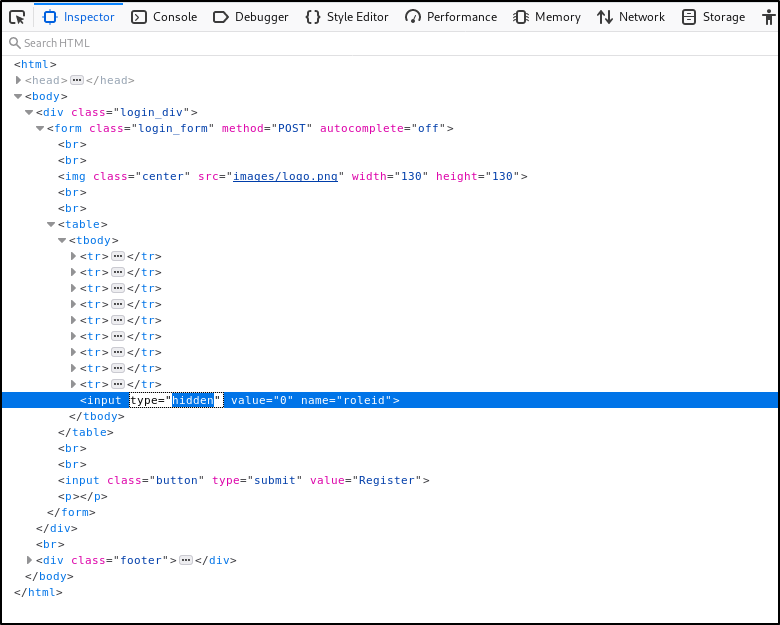 Inspector Console Debugger Style Editor Performance Memory Network Storage
Search HTML
<html>
<head> ••• </head>
<body>
<div class="login_div">
<form class="login_form" method="POST" autocomplete="off">
<br>
<br>
<img class="center" src="images/logo.png" width="130" height="130">
<br>
<br>
<table>
<tbody>
<tr> ••• </tr>
<tr> ••• </tr>
<tr> ••• </tr>
<tr> ••• </tr>
<tr> ••• </tr>
<tr> ••• </tr>
<tr> ••• </tr>
<tr> ••• </tr>
<tr> ••• </tr>
<input type="hidden" value="0" name="roleid">
</tbody>
</table>
<br>
<br>
<input class="button" type="submit" value="Register">
<p></p>
</form>
</div>
<br>
<div class="footer"> ••• </div>
</body>
</html>